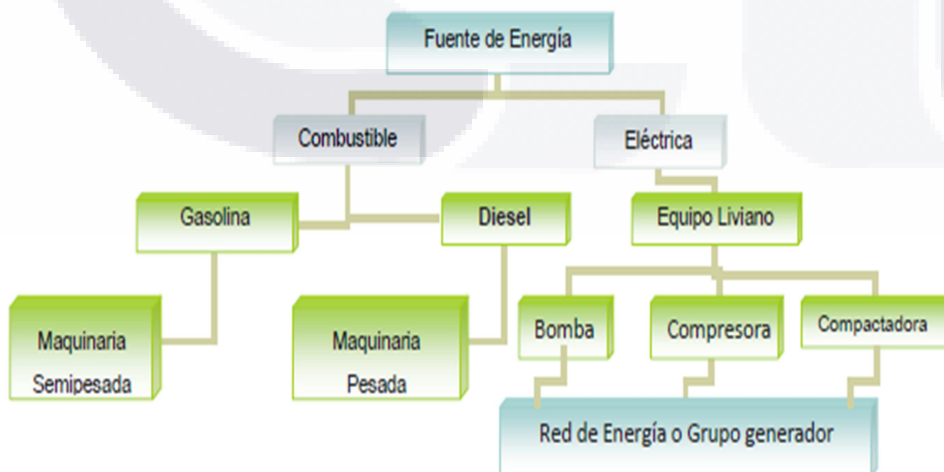 Fuente de Energía
Combustible
Eléctrica
Gasolina
Diesel
Equipo Liviano
Maquinaria
Semipesada
Maquinaria
Pesada
Bomba
Compresora
Compactadora
Red de Energía o Grupo generador